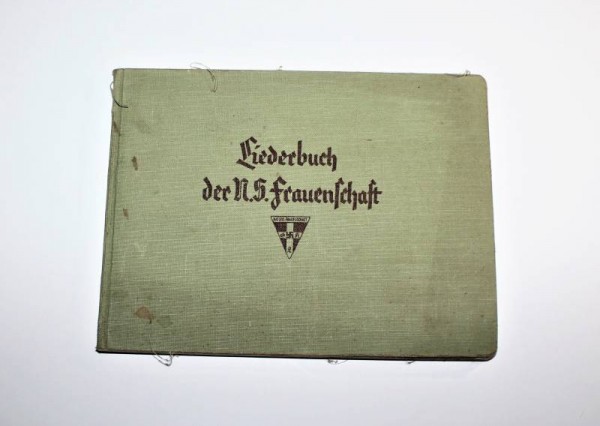 Liederbuch
der N.S. Frauenschaft